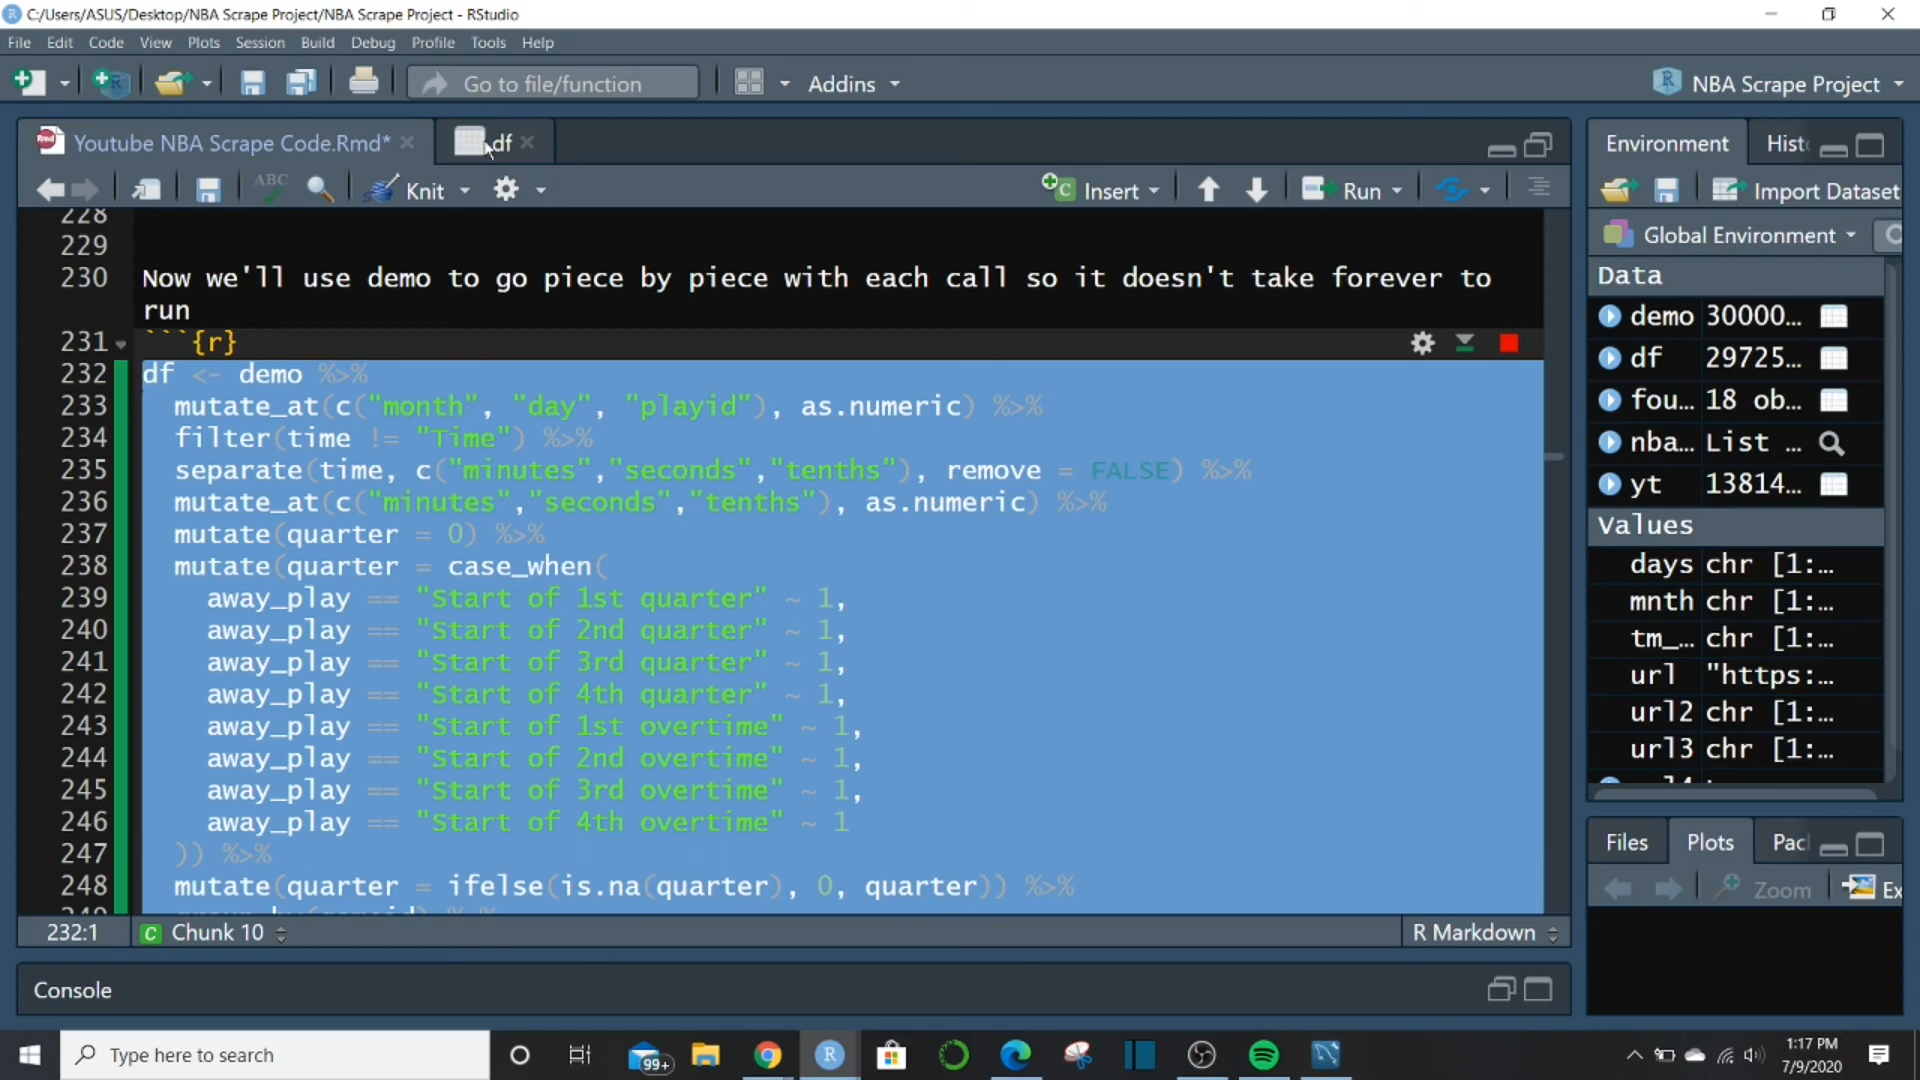 C:/Users/ASUS/Desktop/NBA Scrape Project/NBA Scrape Project - RStudio
File Edit Code View Plots Session Build Debug Profile Tools Help
Go to file/function
Addins
NBA Scrape Project
Youtube NBA Scrape Code.Rmd*
df
ABC
Knit
Insert
Run
228
229
230 Now we'll use demo to go piece by piece with each call so it doesn't take forever to
run
231 ```{r}
232 df <- demo %>%
233 mutate_at(c("month", "day", "playid"), as.numeric) %>%
234 filter(time != "Time") %>%
235 separate(time, c("minutes","seconds","tenths"), remove = FALSE) %>%
236 mutate_at(c("minutes","seconds","tenths"), as.numeric) %>%
237 mutate(quarter = 0) %>%
238 mutate(quarter = case_when(
239 away_play == "Start of 1st quarter" ~ 1,
240 away_play == "Start of 2nd quarter" ~ 1,
241 away_play == "Start of 3rd quarter" ~ 1,
242 away_play == "Start of 4th quarter" ~ 1,
243 away_play == "Start of 1st overtime" ~ 1,
244 away_play == "Start of 2nd overtime" ~ 1,
245 away_play == "Start of 3rd overtime" ~ 1,
246 away_play == "Start of 4th overtime" ~ 1
247 )) %>%
248 mutate(quarter = ifelse(is.na(quarter), 0, quarter)) %>%
232:1
C Chunk 10
R Markdown
Console
Environment
Hist
Import Dataset
Global Environment
Data
demo 30000...
df 29725...
fou... 18 ob...
nba... List ...
yt 13814...
Values
days chr [1:...
mnth chr [1:...
tm_... chr [1:...
url "https:...
url2 chr [1:...
url3 chr [1:...
Files
Plots
Pac
Zoom
Ex
Type here to search
99+
1:17 PM
7/9/2020